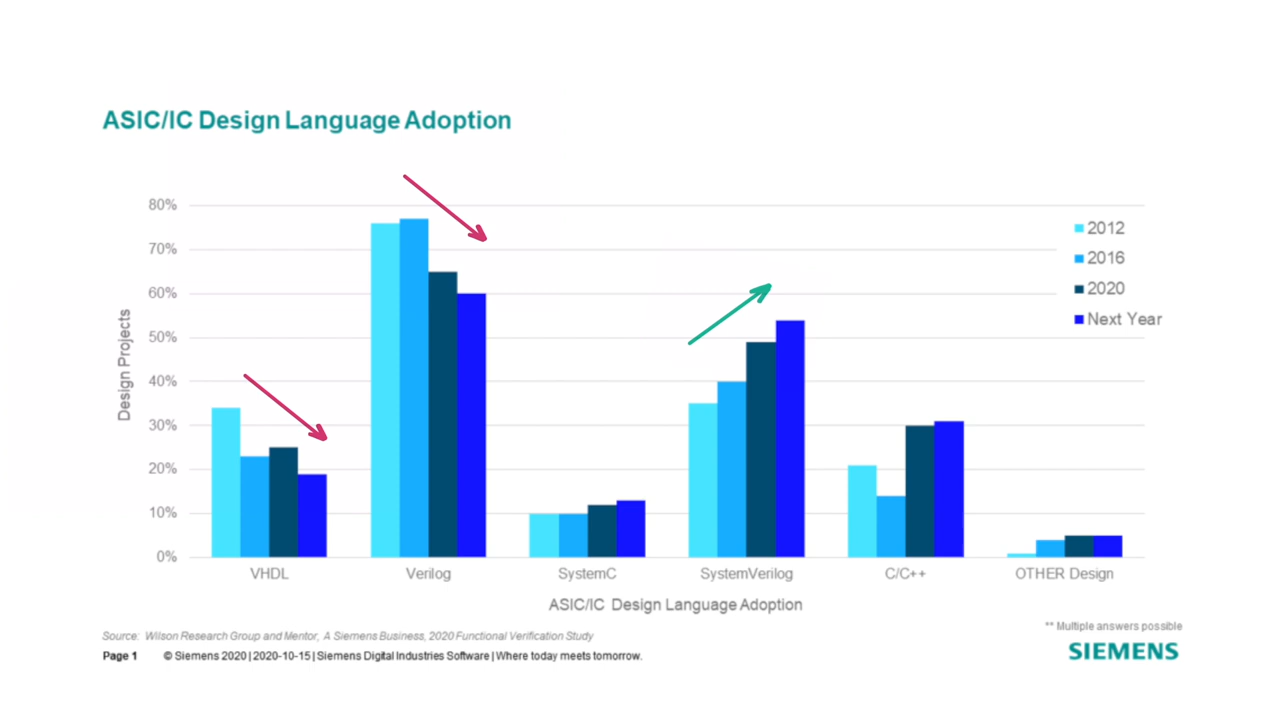 ASIC/IC Design Language Adoption
80%
70%
60%
50%
40%
30%
20%
10%
0%
Design Projects
2012
2016
2020
Next Year
VHDL
Verilog
SystemC
SystemVerilog
C/C++
OTHER Design
ASIC/IC Design Language Adoption
** Multiple answers possible
Source: Wilson Research Group and Mentor, A Siemens Business, 2020 Functional Verification Study
Page 1 © Siemens 2020 | 2020-10-15 | Siemens Digital Industries Software | Where today meets tomorrow.
SIEMENS